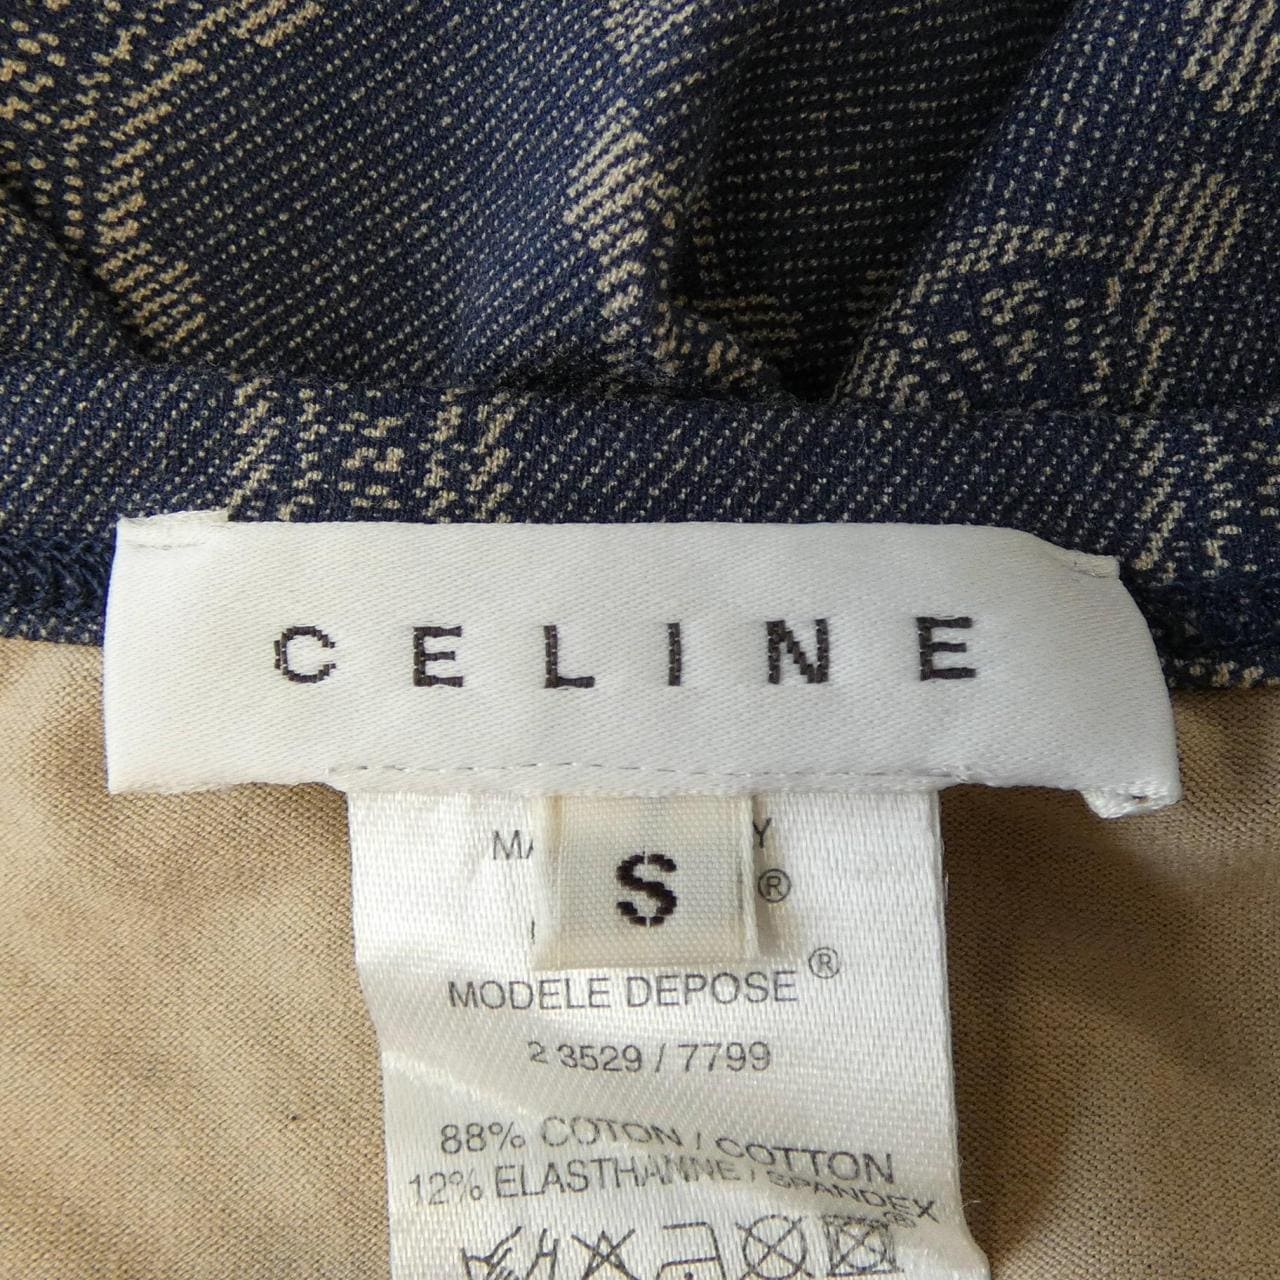 CELINE
S
®
MODELE DEPOSE ®
2 3529 / 7799
88% COTON / COTTON
12% ELASTHANNE / SPANDEX ®